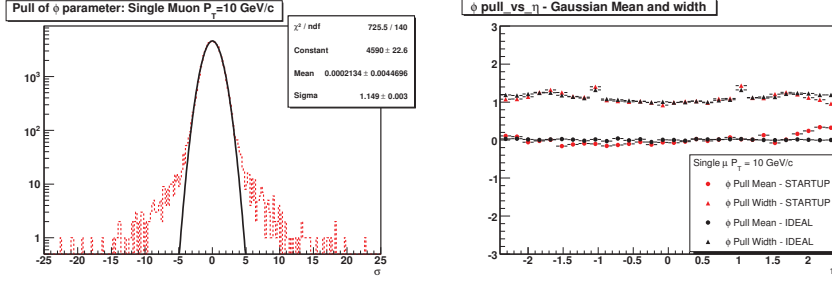 Pull of ϕ parameter: Single Muon P_T=10 GeV/c
χ² / ndf 725.5 / 140
Constant 4590 ± 22.6
Mean 0.0002134 ± 0.0044696
Sigma 1.149 ± 0.003
10³
10²
10
1
-25 -20 -15 -10 -5 0 5 10 15 20 25
σ
ϕ pull_vs_η - Gaussian Mean and width
3
2
1
0
-1
-2
-3
Single μ P_T = 10 GeV/c
ϕ Pull Mean - STARTUP
ϕ Pull Width - STARTUP
ϕ Pull Mean - IDEAL
ϕ Pull Width - IDEAL
-2 -1.5 -1 -0.5 0 0.5 1 1.5 2